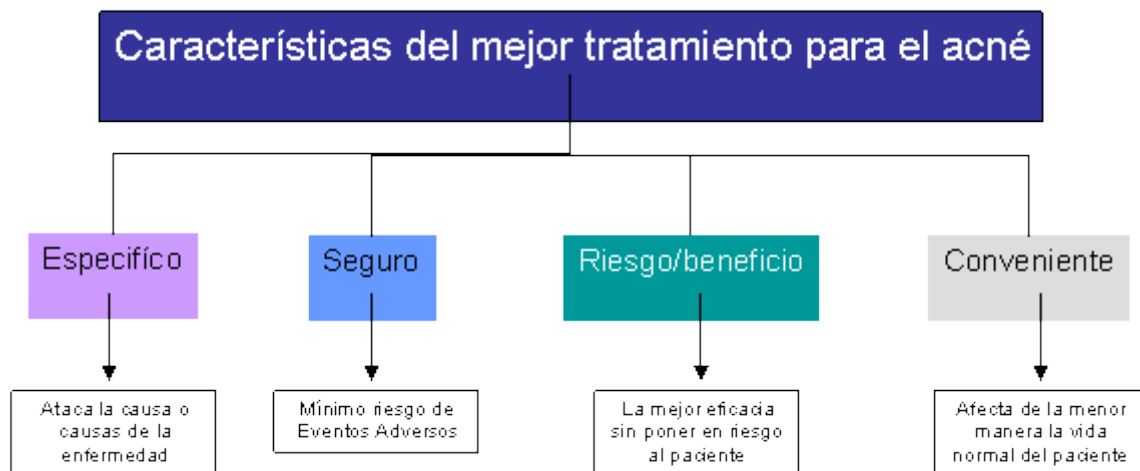 Características del mejor tratamiento para el acné
Especifíco
Seguro
Riesgo/beneficio
Conveniente
Ataca la causa o
causas de la
enfermedad
Mínimo riesgo de
Eventos Adversos
La mejor eficacia
sin poner en riesgo
al paciente
Afecta de la menor
manera la vida
normal del paciente